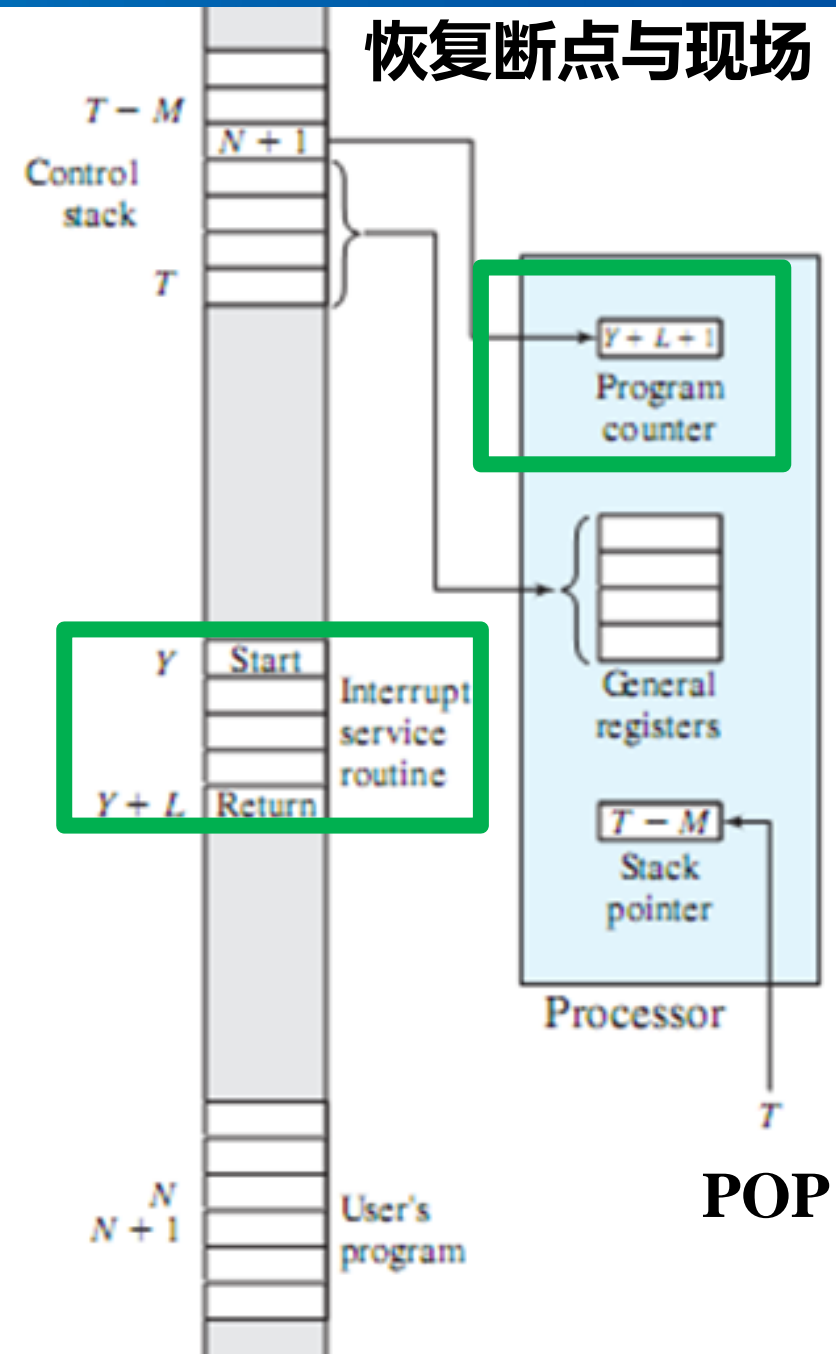 恢复断点与现场
T − M
N + 1
Control
stack
T
Y + L + 1
Program
counter
Y
Start
Interrupt
service
routine
Y + L
Return
General
registers
T − M
Stack
pointer
Processor
T
POP
N
N + 1
User's
program